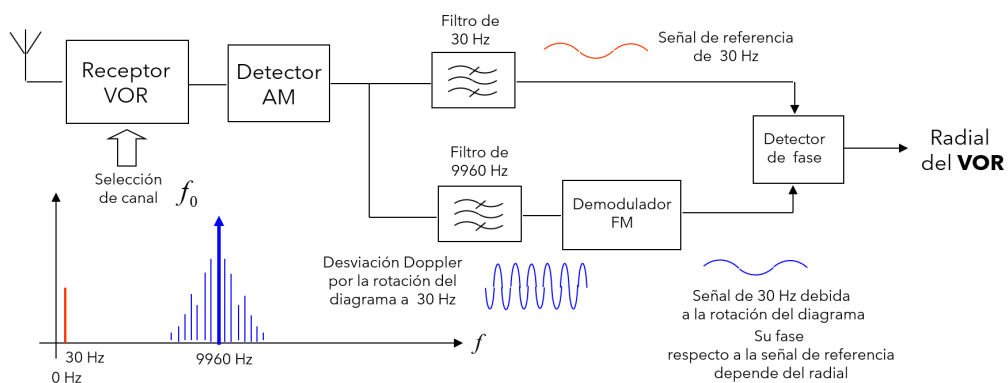 Filtro de
30 Hz
Señal de referencia
de 30 Hz
Receptor
VOR
Detector
AM
Detector
de fase
Radial
del VOR
Selección
de canal
f0
Filtro de
9960 Hz
Demodulador
FM
Desviación Doppler
por la rotación del
diagrama a 30 Hz
Señal de 30 Hz debida
a la rotación del diagrama
Su fase
respecto a la señal de referencia
depende del radial
30 Hz
0 Hz
9960 Hz
f